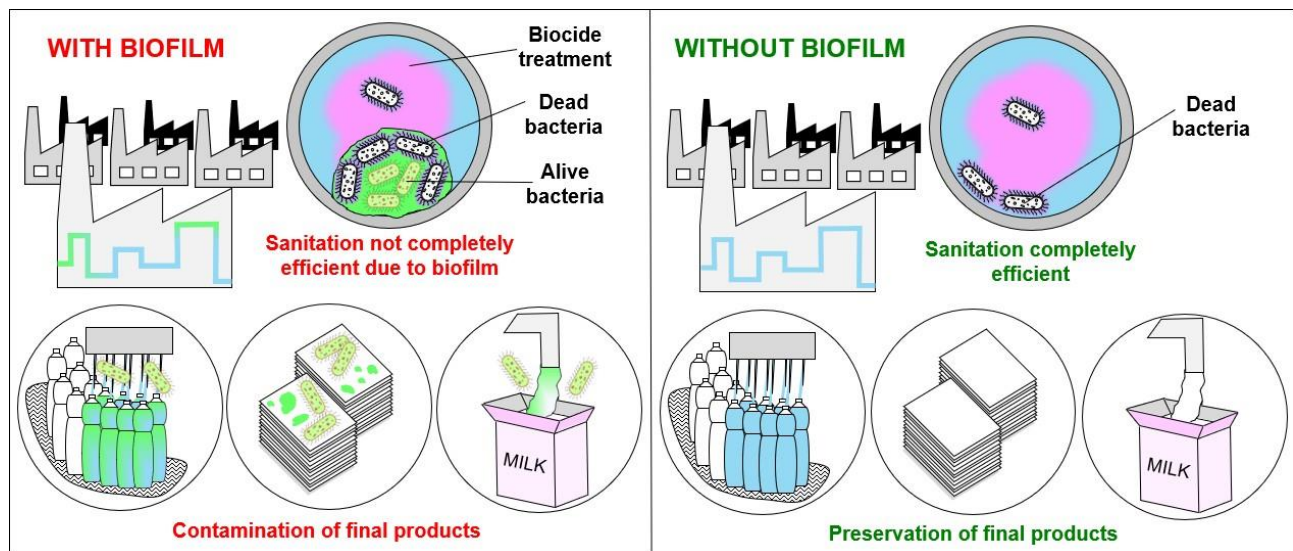 WITH BIOFILM
Biocide
treatment
Dead
bacteria
Alive
bacteria
Sanitation not completely
efficient due to biofilm
MILK
Contamination of final products
WITHOUT BIOFILM
Dead
bacteria
Sanitation completely
efficient
MILK
Preservation of final products